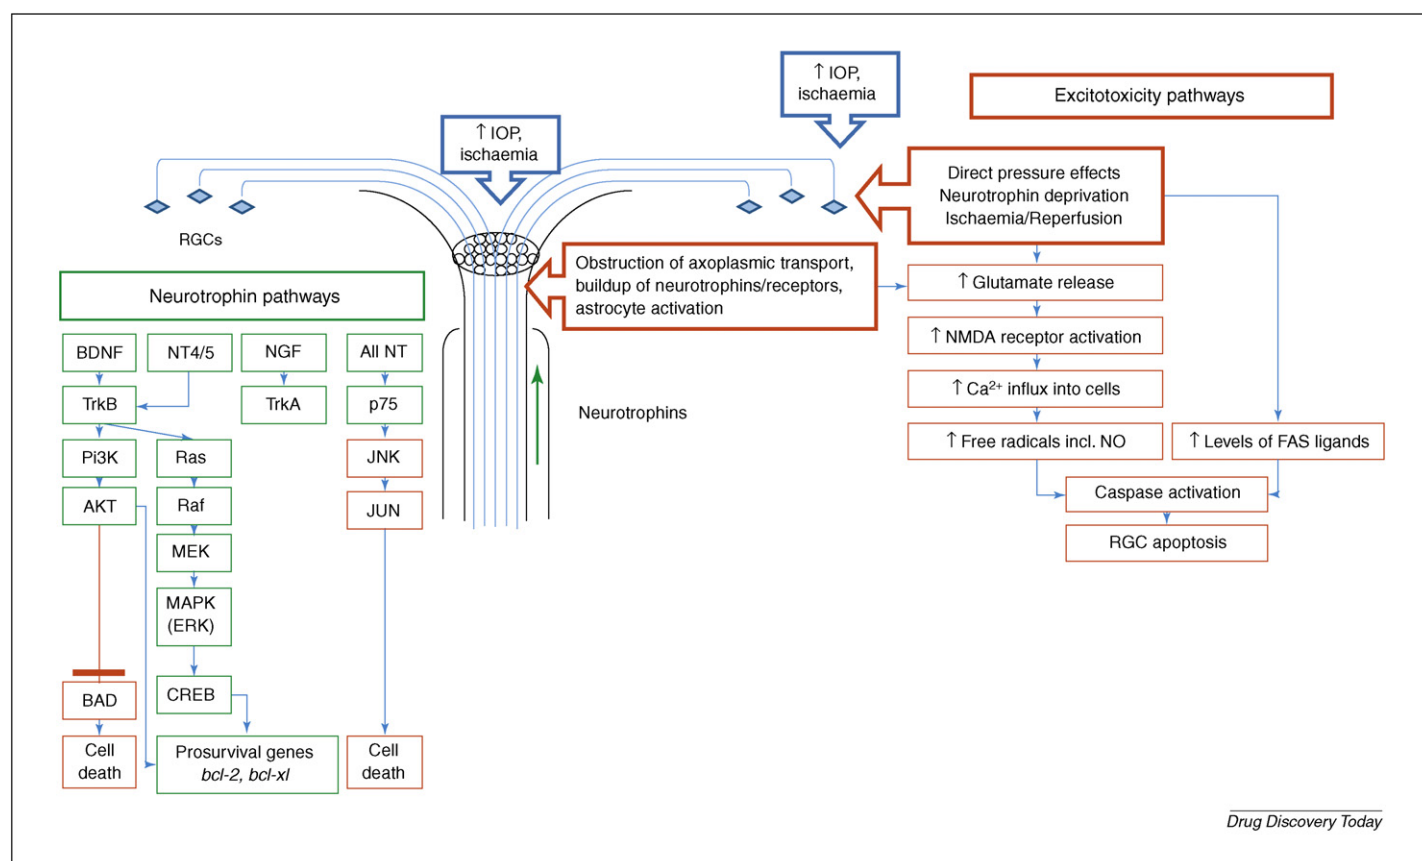 ↑ IOP,
ischaemia
↑ IOP,
ischaemia
Excitotoxicity pathways
Direct pressure effects
Neurotrophin deprivation
Ischaemia/Reperfusion
RGCs
Obstruction of axoplasmic transport,
buildup of neurotrophins/receptors,
astrocyte activation
↑ Glutamate release
↑ NMDA receptor activation
↑ Ca²⁺ influx into cells
↑ Free radicals incl. NO
↑ Levels of FAS ligands
Caspase activation
RGC apoptosis
Neurotrophin pathways
BDNF
NT4/5
NGF
All NT
TrkB
TrkA
p75
Pi3K
Ras
JNK
AKT
Raf
JUN
MEK
MAPK
(ERK)
BAD
CREB
Cell
death
Prosurvival genes
bcl-2, bcl-xl
Cell
death
Neurotrophins
Drug Discovery Today